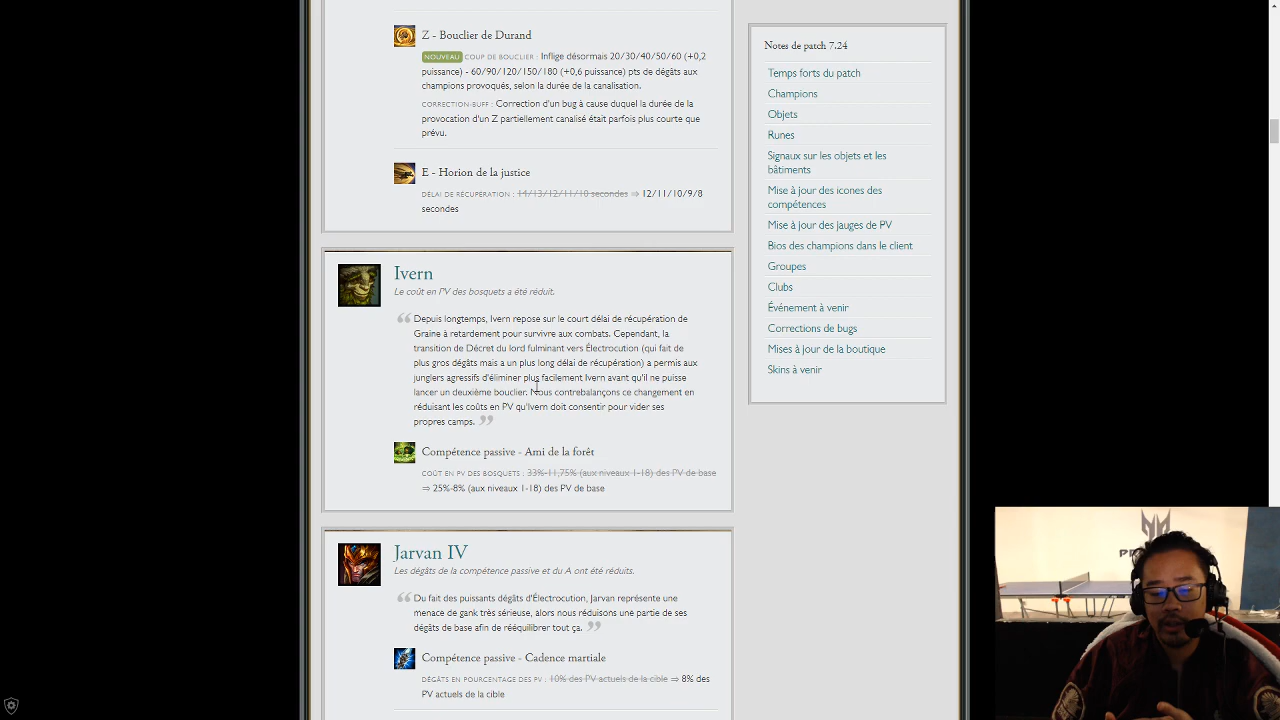 Z - Bouclier de Durand
NOUVEAU COUP DE BOUCLIER : Inflige désormais 20/30/40/50/60 (+0,2
puissance) - 60/90/120/150/180 (+0,6 puissance) pts de dégâts aux
champions provoqués, selon la durée de la canalisation.
CORRECTION-BUFF : Correction d'un bug à cause duquel la durée de la
provocation d'un Z partiellement canalisé était parfois plus courte que
prévu.
E - Horion de la justice
DÉLAI DE RÉCUPÉRATION : 14/13/12/11/10 secondes ⇒ 12/11/10/9/8
secondes
Ivern
Le coût en PV des bosquets a été réduit.
Depuis longtemps, Ivern repose sur le court délai de récupération de
Graine à retardement pour survivre aux combats. Cependant, la
transition de Décret du lord fulminant vers Électrocution (qui fait de
plus gros dégâts mais a un plus long délai de récupération) a permis aux
junglers agressifs d'éliminer plus facilement Ivern avant qu'il ne puisse
lancer un deuxième bouclier. Nous contrebalançons ce changement en
réduisant les coûts en PV qu'Ivern doit consentir pour vider ses
propres camps.
Compétence passive - Ami de la forêt
COÛT EN PV DES BOSQUETS : 33%-11,75% (aux niveaux 1-18) des PV de base
⇒ 25%-8% (aux niveaux 1-18) des PV de base
Jarvan IV
Les dégâts de la compétence passive et du A ont été réduits.
Du fait des puissants dégâts d'Électrocution, Jarvan représente une
menace de gank très sérieuse, alors nous réduisons une partie de ses
dégâts de base afin de rééquilibrer tout ça.
Compétence passive - Cadence martiale
DÉGÂTS EN POURCENTAGE DES PV : 10% des PV actuels de la cible ⇒ 8% des
PV actuels de la cible
Notes de patch 7.24
Temps forts du patch
Champions
Objets
Runes
Signaux sur les objets et les
bâtiments
Mise à jour des icones des
compétences
Mise à jour des jauges de PV
Bios des champions dans le client
Groupes
Clubs
Événement à venir
Corrections de bugs
Mises à jour de la boutique
Skins à venir